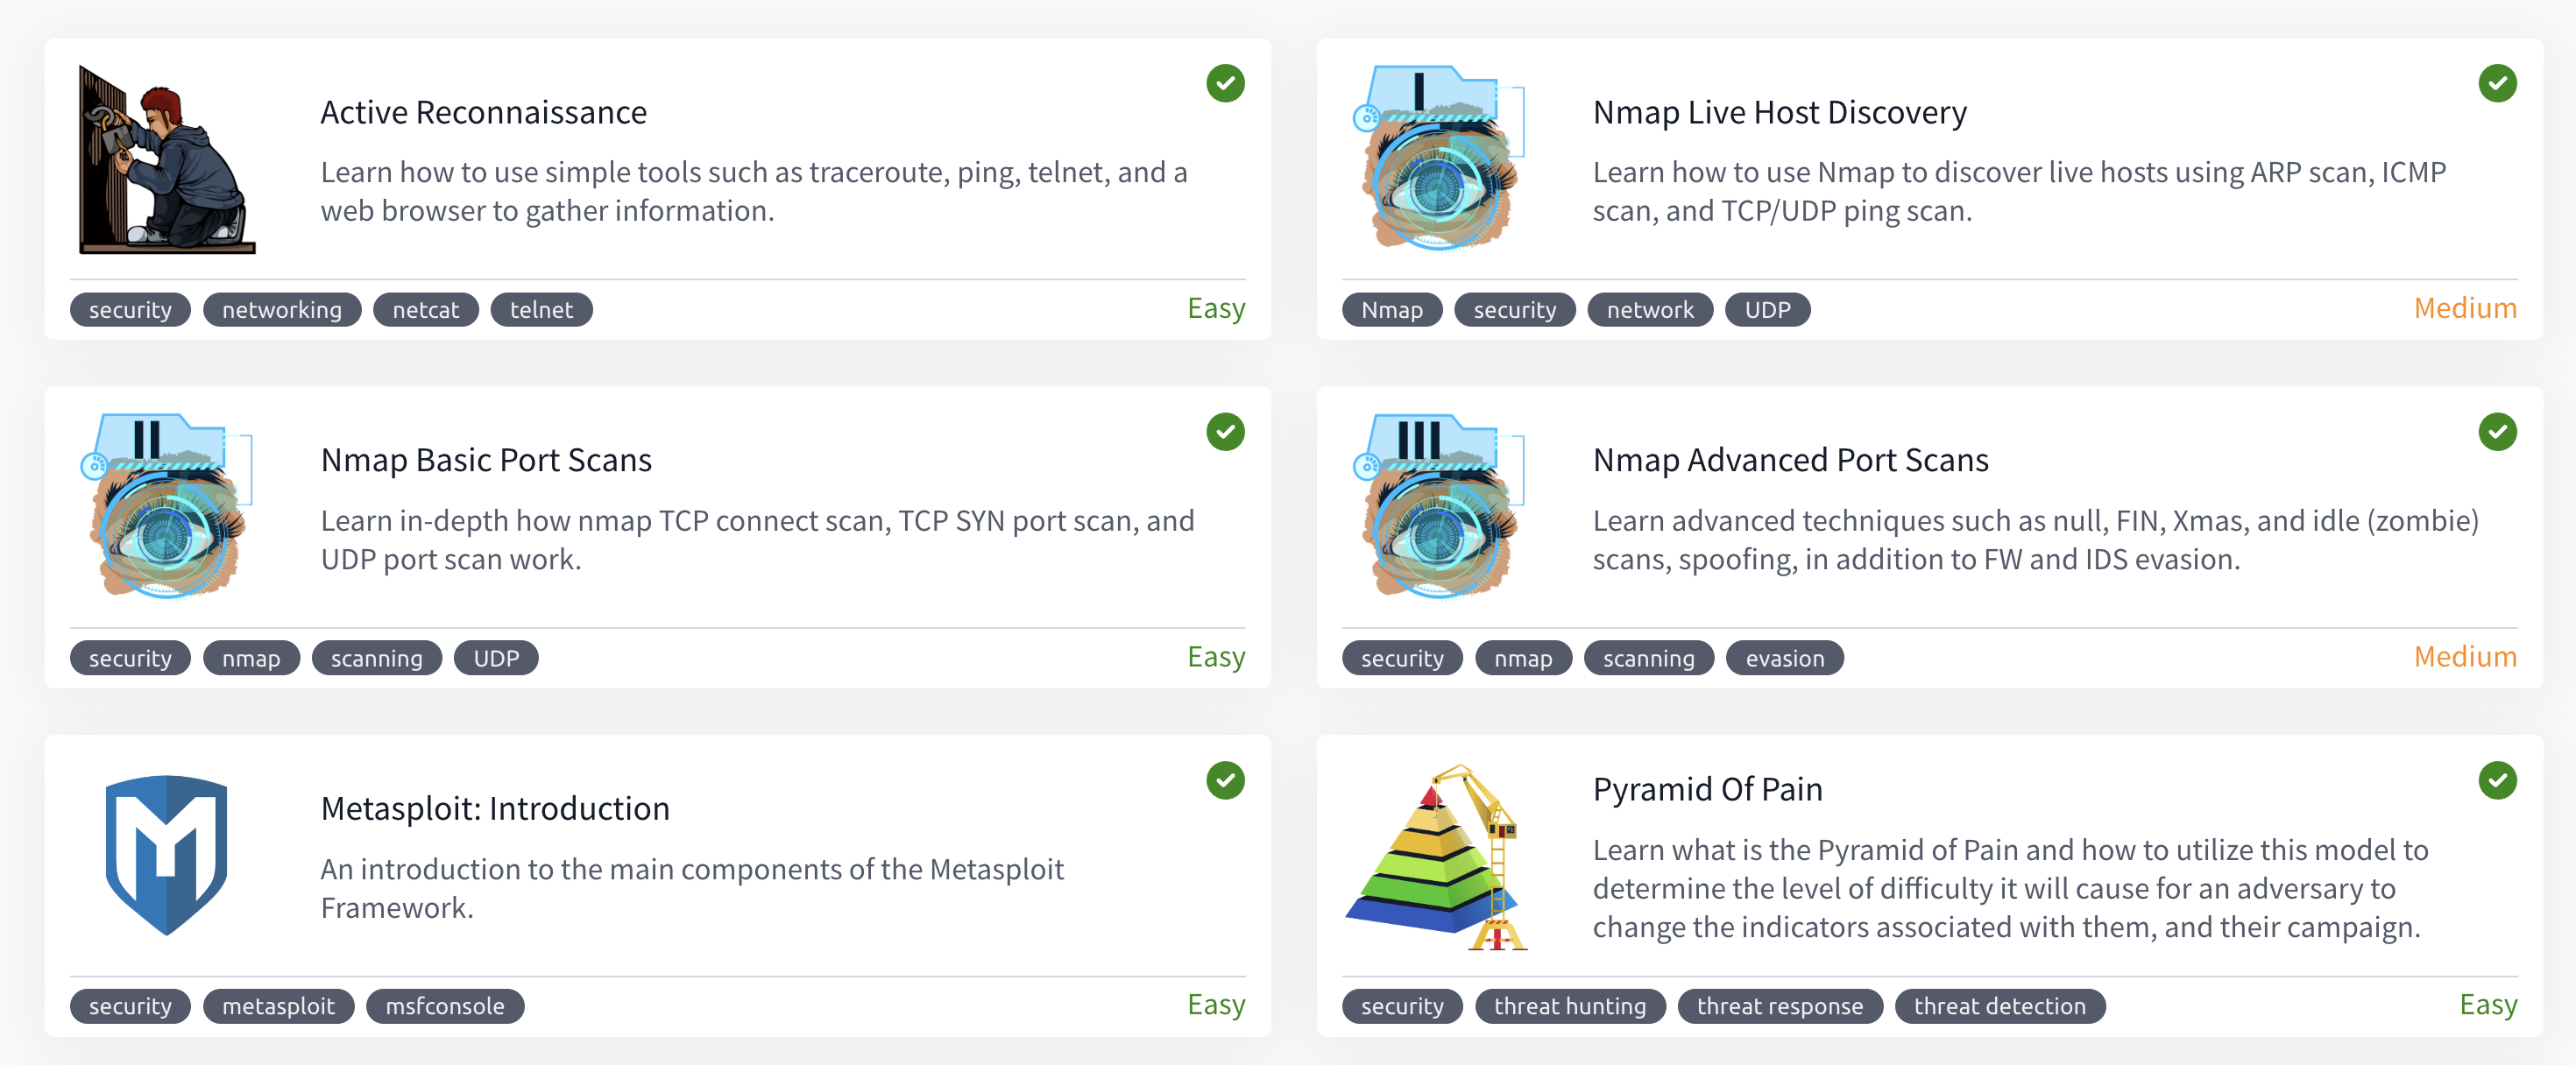 Active Reconnaissance
Learn how to use simple tools such as traceroute, ping, telnet, and a
web browser to gather information.
security networking netcat telnet Easy
I
Nmap Live Host Discovery
Learn how to use Nmap to discover live hosts using ARP scan, ICMP
scan, and TCP/UDP ping scan.
Nmap security network UDP Medium
II
Nmap Basic Port Scans
Learn in-depth how nmap TCP connect scan, TCP SYN port scan, and
UDP port scan work.
security nmap scanning UDP Easy
III
Nmap Advanced Port Scans
Learn advanced techniques such as null, FIN, Xmas, and idle (zombie)
scans, spoofing, in addition to FW and IDS evasion.
security nmap scanning evasion Medium
M
Metasploit: Introduction
An introduction to the main components of the Metasploit
Framework.
security metasploit msfconsole Easy
Pyramid Of Pain
Learn what is the Pyramid of Pain and how to utilize this model to
determine the level of difficulty it will cause for an adversary to
change the indicators associated with them, and their campaign.
security threat hunting threat response threat detection Easy